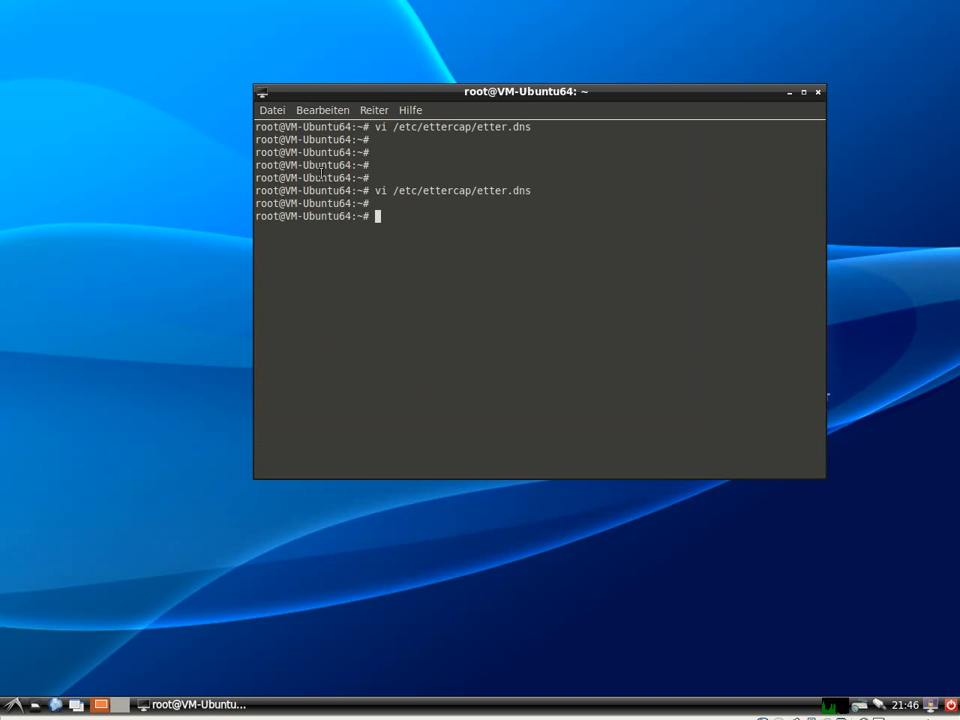 root@VM-Ubuntu64: ~
Datei Bearbeiten Reiter Hilfe
root@VM-Ubuntu64:~# vi /etc/ettercap/etter.dns
root@VM-Ubuntu64:~#
root@VM-Ubuntu64:~#
root@VM-Ubuntu64:~#
root@VM-Ubuntu64:~#
root@VM-Ubuntu64:~# vi /etc/ettercap/etter.dns
root@VM-Ubuntu64:~#
root@VM-Ubuntu64:~#
root@VM-Ubuntu... 21:46